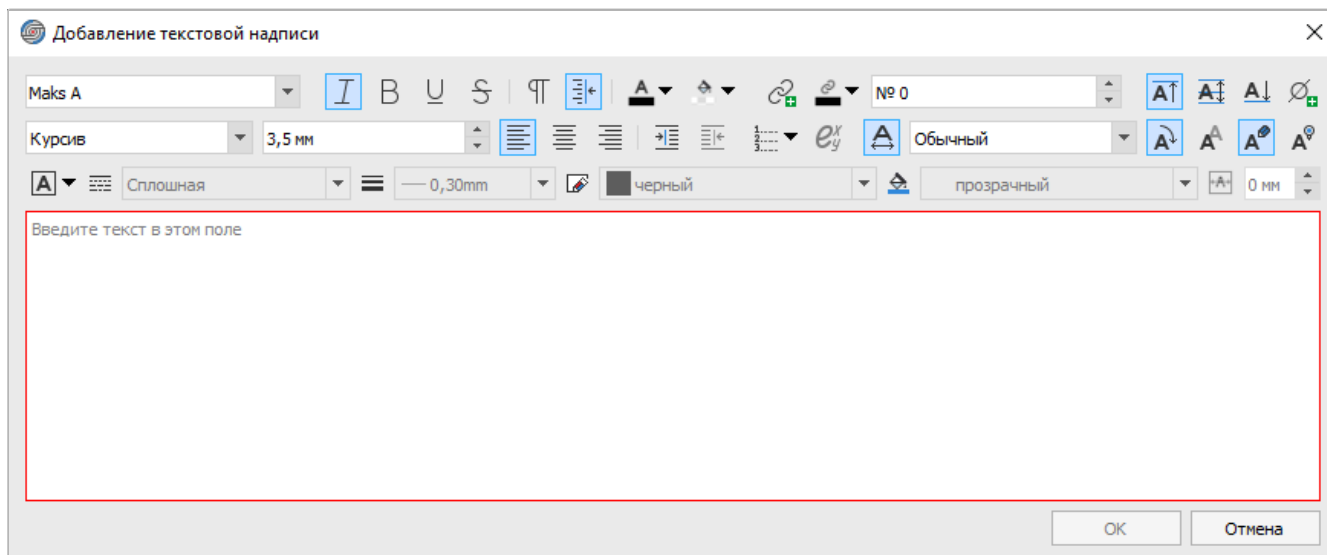 Добавление текстовой надписи
Maks A № 0
Курсив 3,5 мм Обычный
Сплошная 0,30mm черный прозрачный 0 мм
Введите текст в этом поле
OK Отмена